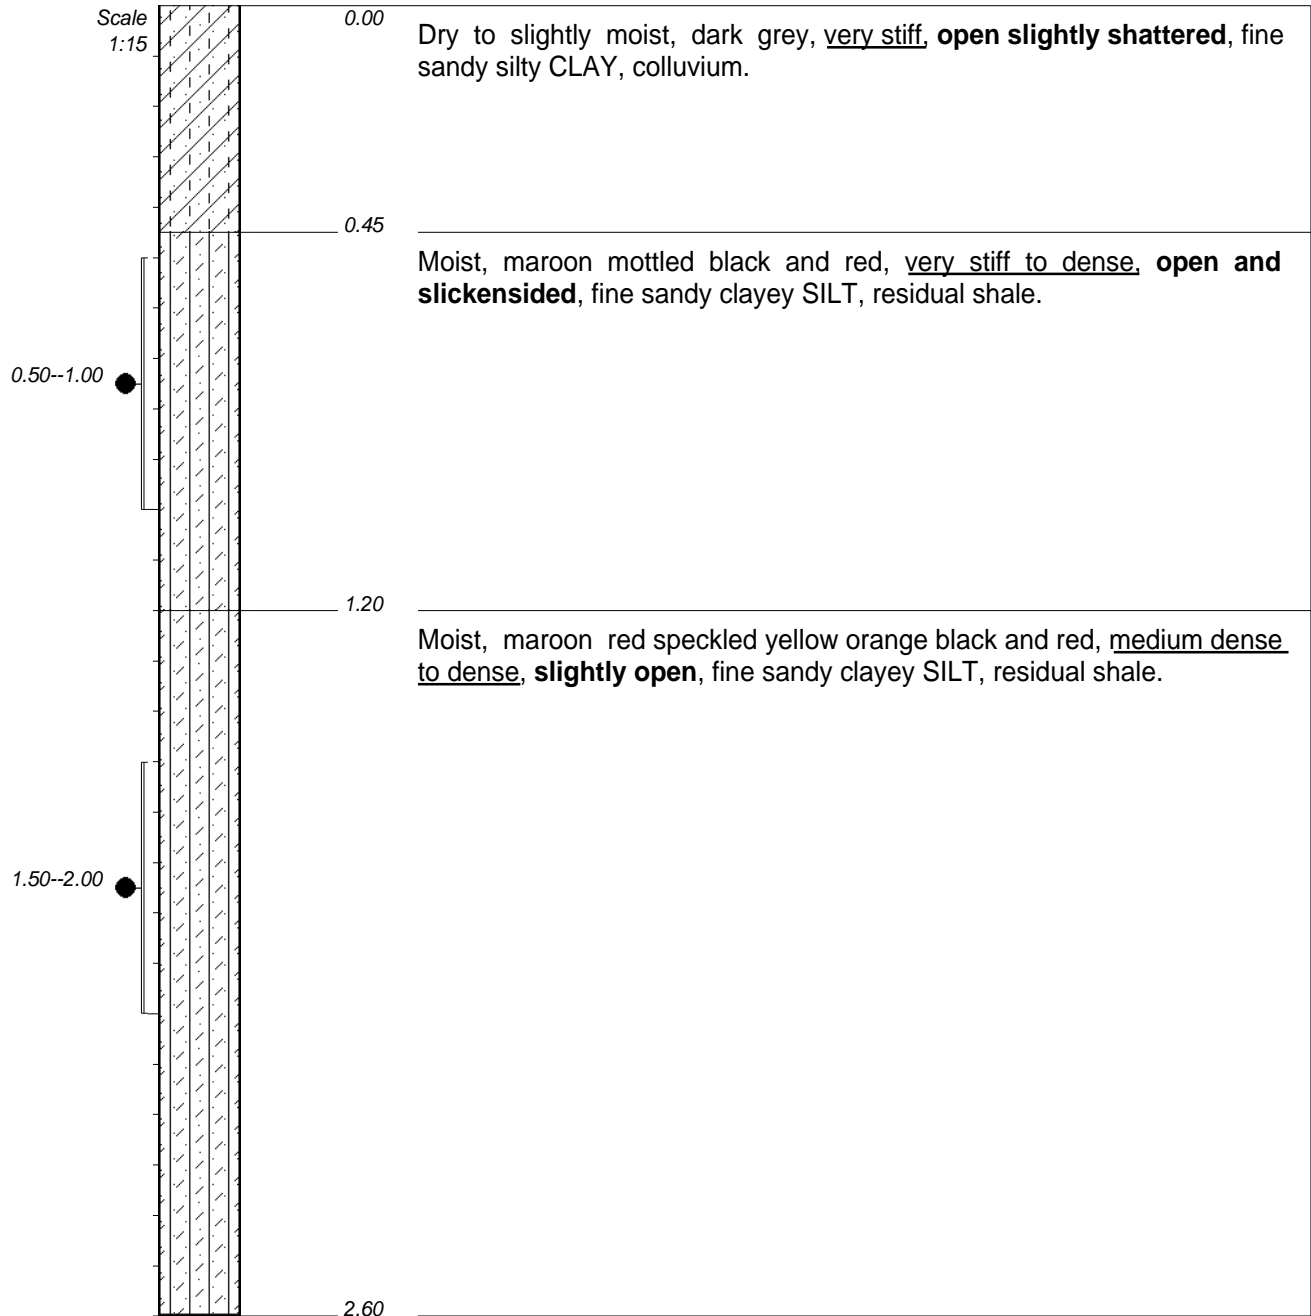 Scale
1:15
0.00
Dry to slightly moist, dark grey, very stiff, open slightly shattered, fine
sandy silty CLAY, colluvium.
0.45
Moist, maroon mottled black and red, very stiff to dense, open and
slickensided, fine sandy clayey SILT, residual shale.
0.50--1.00
1.20
Moist, maroon red speckled yellow orange black and red, medium dense
to dense, slightly open, fine sandy clayey SILT, residual shale.
1.50--2.00
2.60